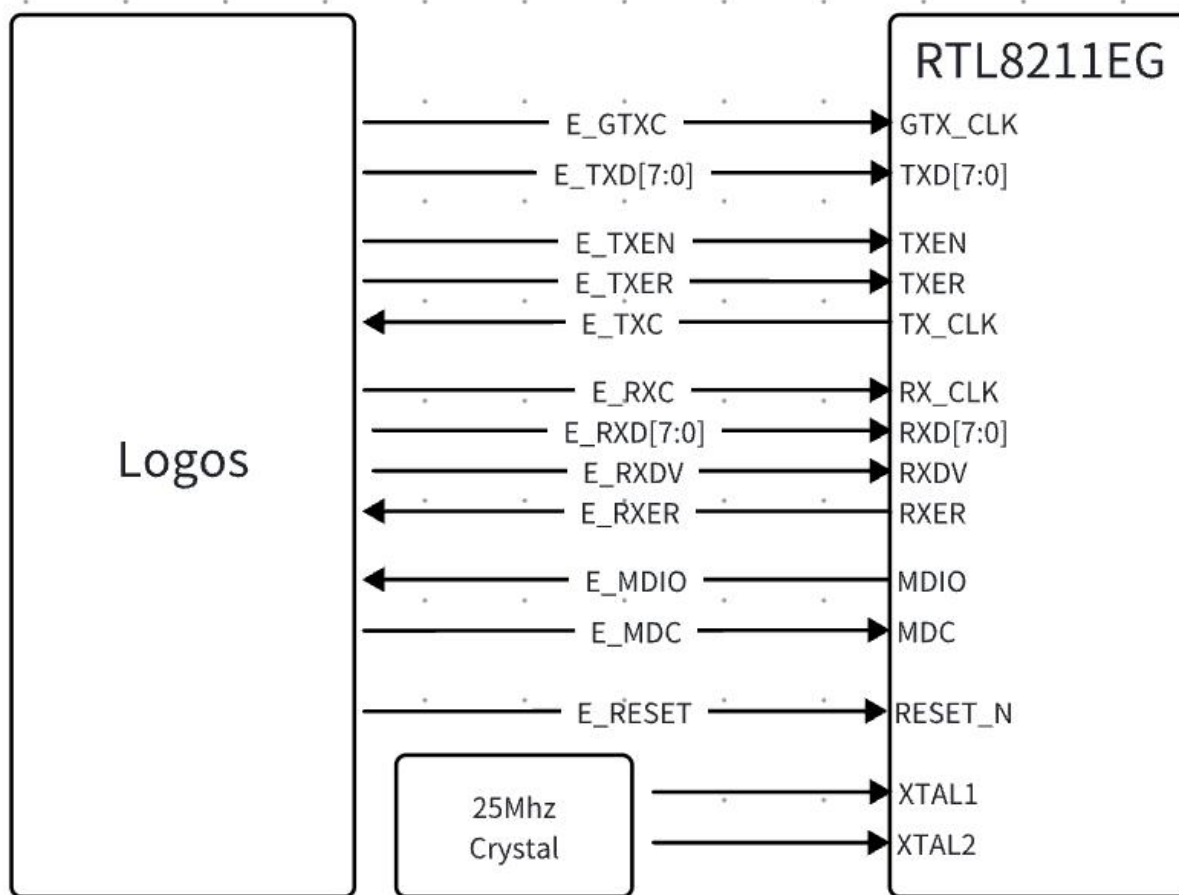 RTL8211EG
E_GTXC
GTX_CLK
E_TXD[7:0]
TXD[7:0]
E_TXEN
TXEN
E_TXER
TXER
E_TXC
TX_CLK
E_RXC
RX_CLK
E_RXD[7:0]
RXD[7:0]
Logos
E_RXDV
RXDV
E_RXER
RXER
E_MDIO
MDIO
E_MDC
MDC
E_RESET
RESET_N
25Mhz
Crystal
XTAL1
XTAL2